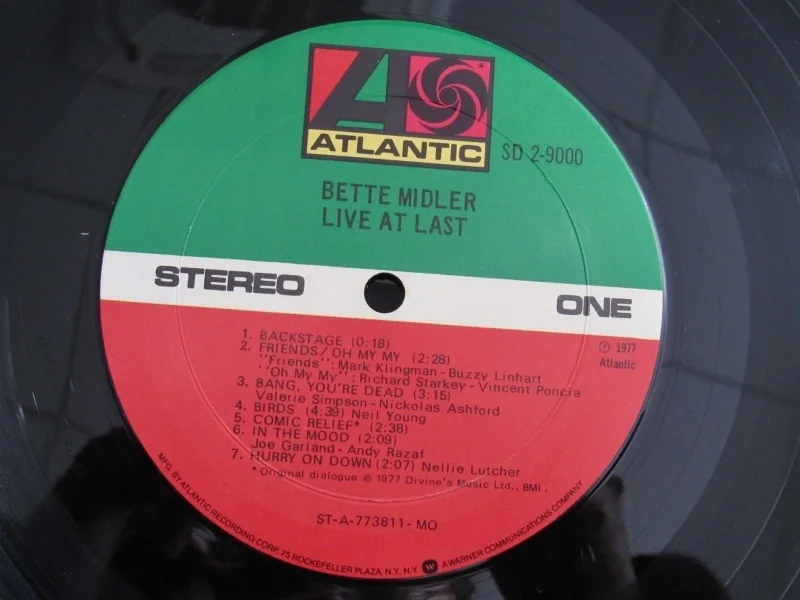 ATLANTIC
SD 2-9000
BETTE MIDLER
LIVE AT LAST
STEREO
ONE
℗ 1977
Atlantic
1. BACKSTAGE (0:18)
2. FRIENDS/OH MY MY (2:28)
"Friends": Mark Klingman-Buzzy Linhart
"Oh My My": Richard Starkey-Vincent Poncia
3. BANG, YOU'RE DEAD (3:15)
Valerie Simpson-Nickolas Ashford
4. BIRDS (4:39) Neil Young
5. COMIC RELIEF* (2:38)
6. IN THE MOOD (2:09)
Joe Garland-Andy Razaf
7. HURRY ON DOWN (2:07) Nellie Lutcher
* Original dialogue © 1977 Divine's Music Ltd., BMI.
ST-A-773811-MO
MFG. BY ATLANTIC RECORDING CORP. 75 ROCKEFELLER PLAZA, N.Y. N.Y. A WARNER COMMUNICATIONS COMPANY